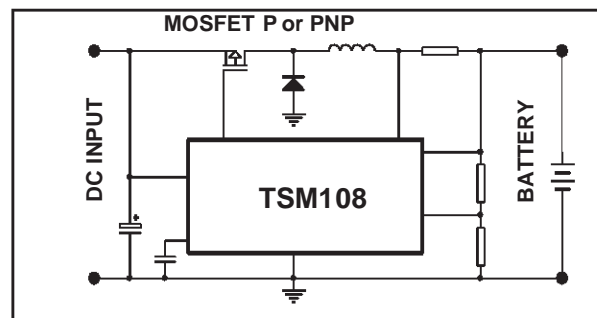 MOSFET P or PNP
DC INPUT
TSM108
BATTERY
+